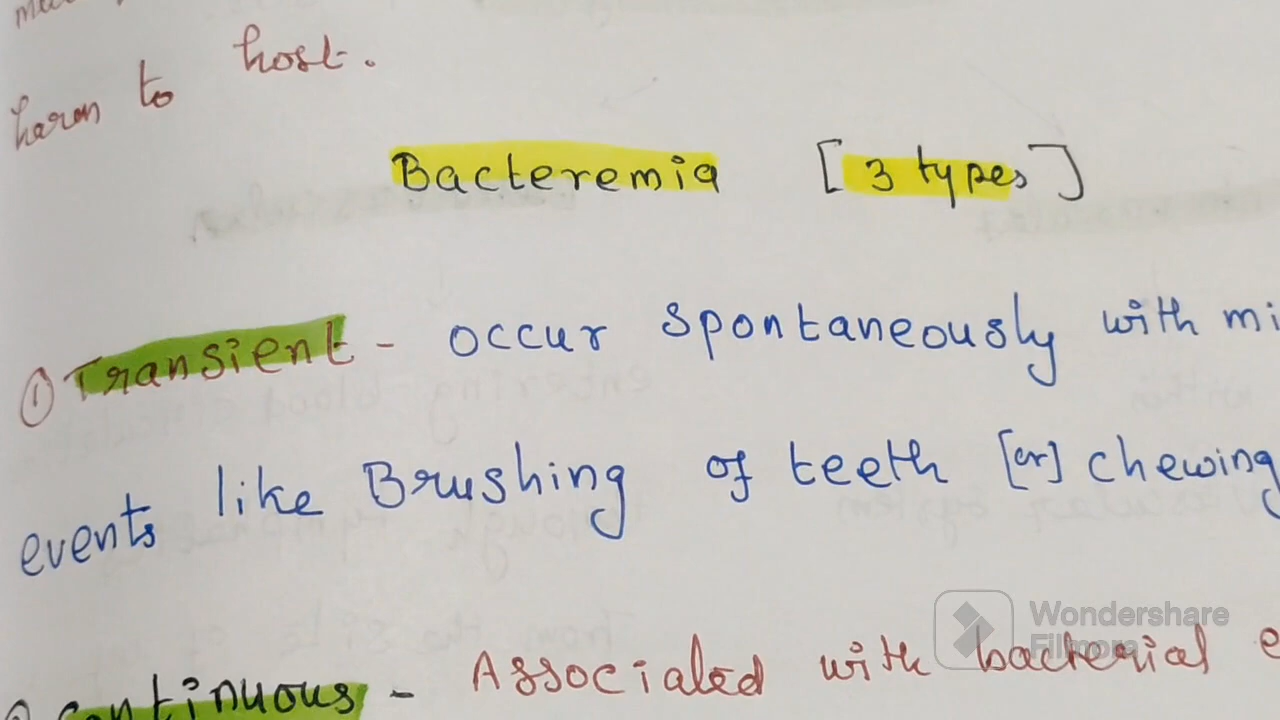 harm to host.
Bacteremia [3 types]
① Transient - occur spontaneously with mi
events like Brushing of teeth [or] chewing
continuous - Associated with bacterial e
Wondershare
Filmora